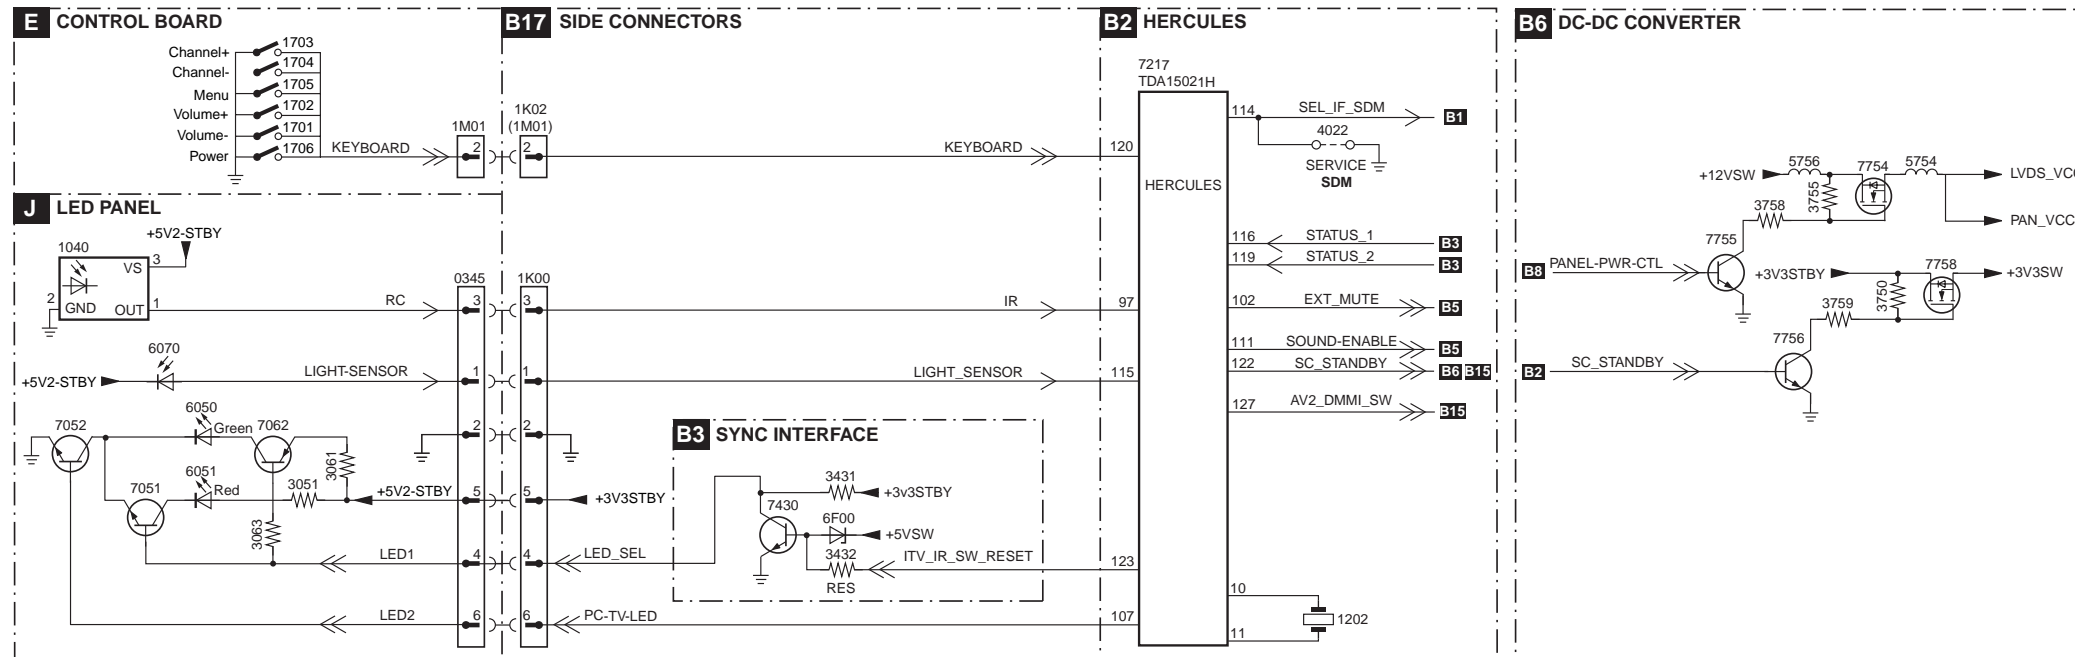 E CONTROL BOARD
Channel+ 1703
Channel- 1704
Menu 1705
Volume+ 1702
Volume- 1701
Power 1706
KEYBOARD
1M01
2
B17 SIDE CONNECTORS
1K02
(1M01)
2
KEYBOARD
B2 HERCULES
7217
TDA15021H
HERCULES
120
97
115
123
107
114 SEL_IF_SDM B1
4022
SERVICE
SDM
116 STATUS_1 B3
119 STATUS_2 B3
102 EXT_MUTE B5
111 SOUND-ENABLE B5
122 SC_STANDBY B6 B15
127 AV2_DMMI_SW B15
10
11
1202
J LED PANEL
1040
+5V2-STBY
VS 3
2 GND OUT 1
RC
0345
1K00
3 3
IR
6070
+5V2-STBY
LIGHT-SENSOR
1 1
LIGHT_SENSOR
7052
6050
Green
7062
3061
2 2
6051
Red
7051
3051
+5V2-STBY
5 5
+3V3STBY
3063
LED1
4 4
LED_SEL
LED2
6 6
PC-TV-LED
B3 SYNC INTERFACE
3431
+3v3STBY
7430
6F00
+5VSW
3432
RES
ITV_IR_SW_RESET
B6 DC-DC CONVERTER
+12VSW
5756
7754
5754
LVDS_VC
3755
3758
PAN_VCC
7755
B8 PANEL-PWR-CTL
+3V3STBY
7758
+3V3SW
3750
3759
7756
B2 SC_STANDBY